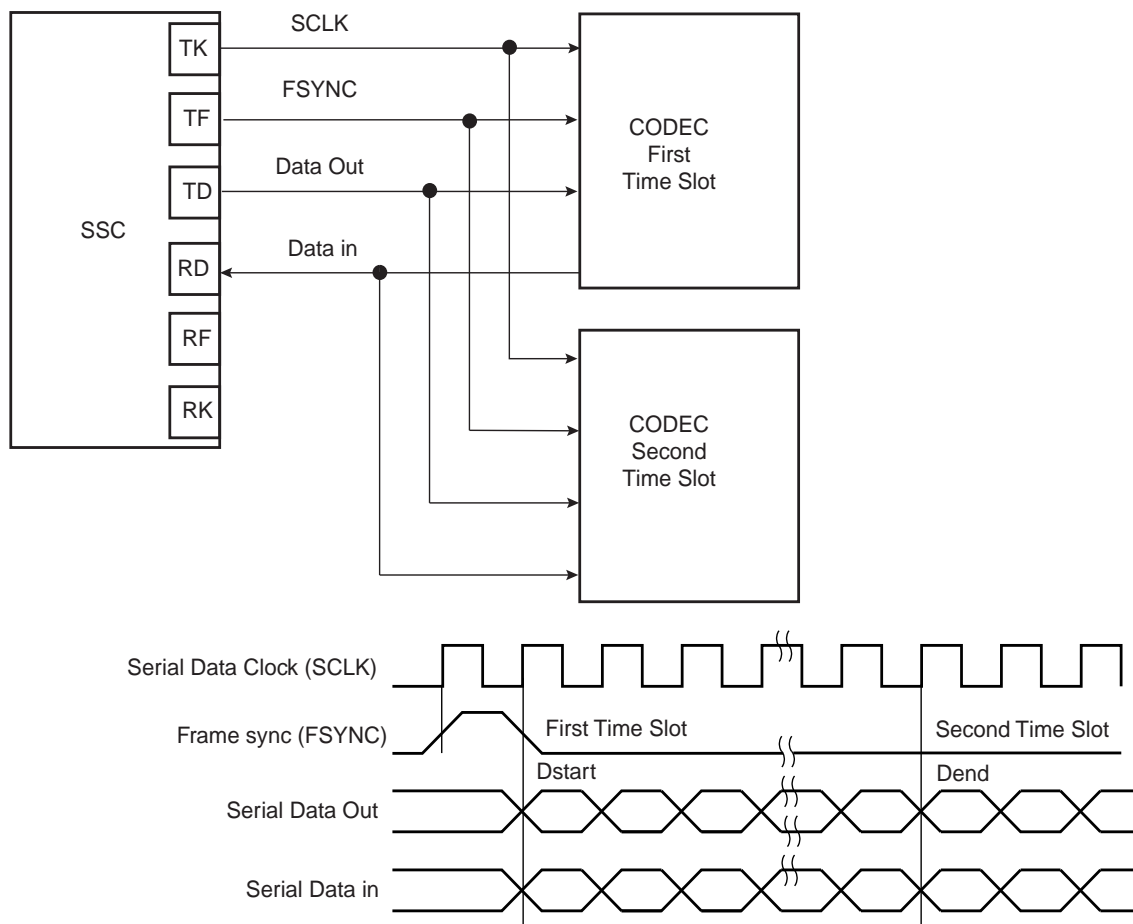 SCLK
TK
FSYNC
TF
CODEC
First
Time Slot
Data Out
TD
SSC
Data in
RD
RF
RK
CODEC
Second
Time Slot
Serial Data Clock (SCLK)
Frame sync (FSYNC)
First Time Slot
Second Time Slot
Dstart
Dend
Serial Data Out
Serial Data in